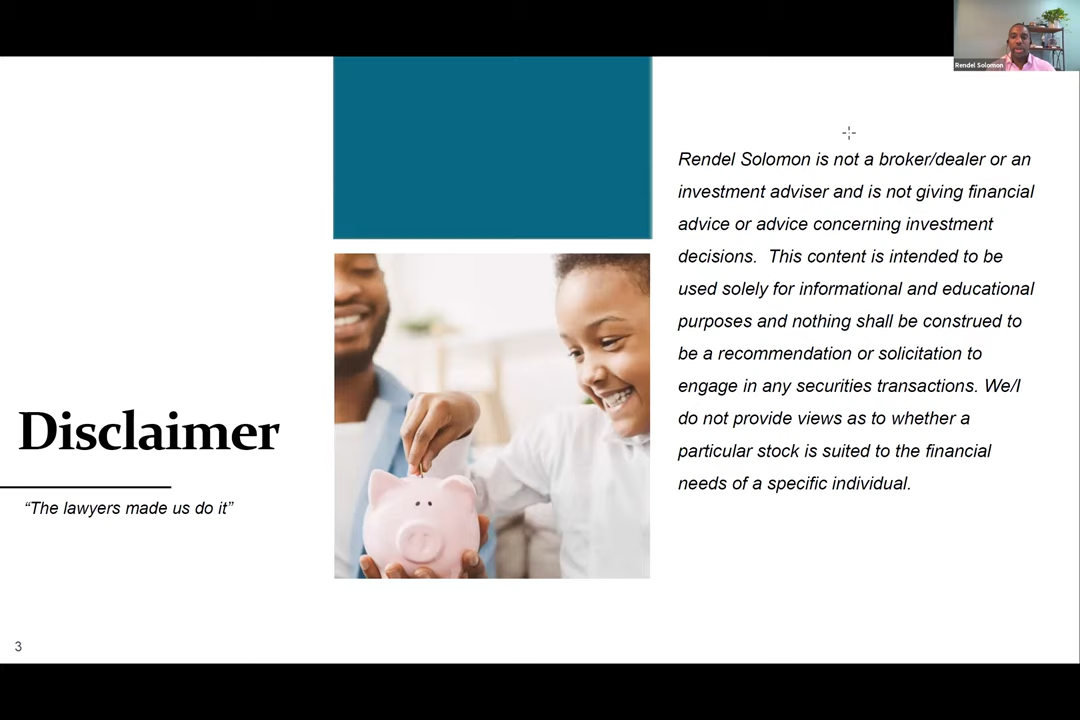 Rendel Solomon
Rendel Solomon is not a broker/dealer or an
investment adviser and is not giving financial
advice or advice concerning investment
decisions.  This content is intended to be
used solely for informational and educational
purposes and nothing shall be construed to
be a recommendation or solicitation to
engage in any securities transactions. We/I
do not provide views as to whether a
particular stock is suited to the financial
needs of a specific individual.
Disclaimer
“The lawyers made us do it”
3